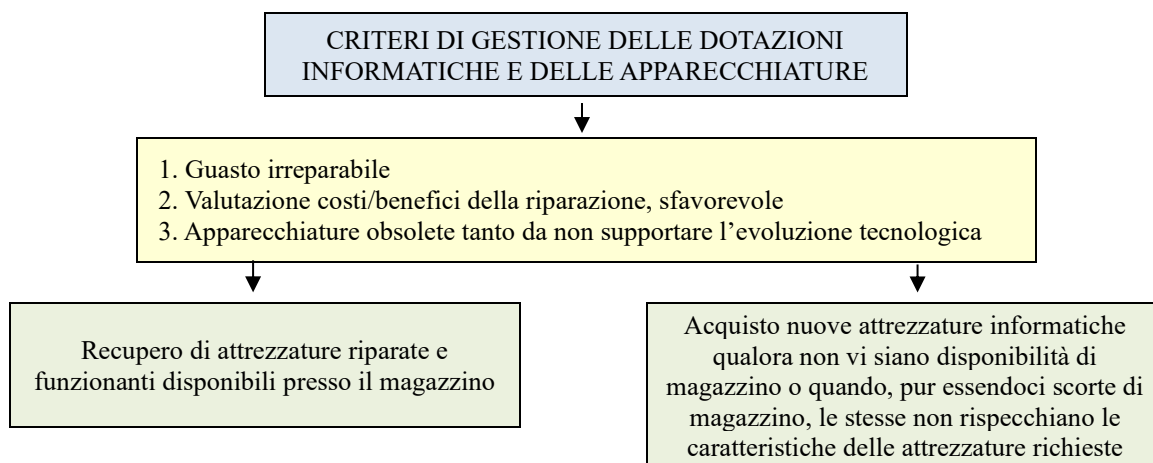 CRITERI DI GESTIONE DELLE DOTAZIONI
INFORMATICHE E DELLE APPARECCHIATURE
1. Guasto irreparabile
2. Valutazione costi/benefici della riparazione, sfavorevole
3. Apparecchiature obsolete tanto da non supportare l’evoluzione tecnologica
Recupero di attrezzature riparate e
funzionanti disponibili presso il magazzino
Acquisto nuove attrezzature informatiche
qualora non vi siano disponibilità di
magazzino o quando, pur essendoci scorte di
magazzino, le stesse non rispecchiano le
caratteristiche delle attrezzature richieste